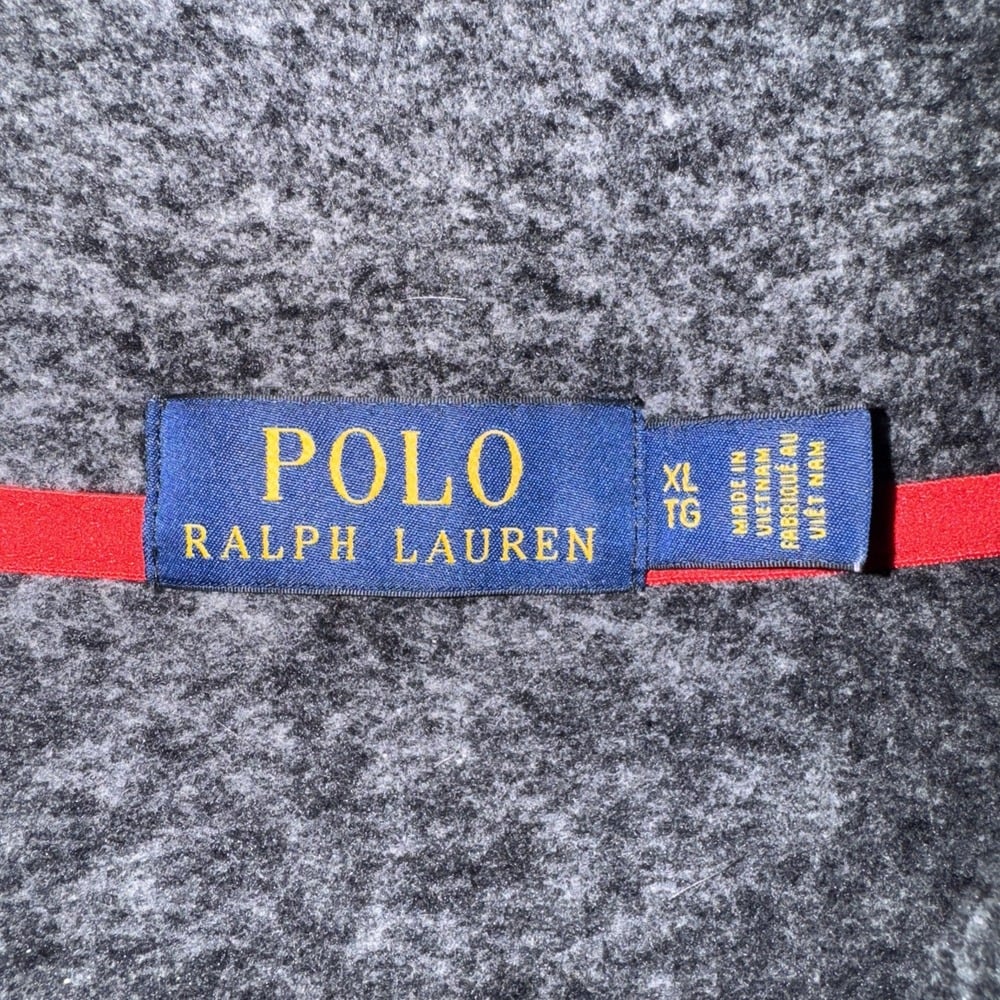 POLO
RALPH LAUREN
XL
TG
MADE IN
VIETNAM
FABRIQUÉ AU
VIÊT NAM